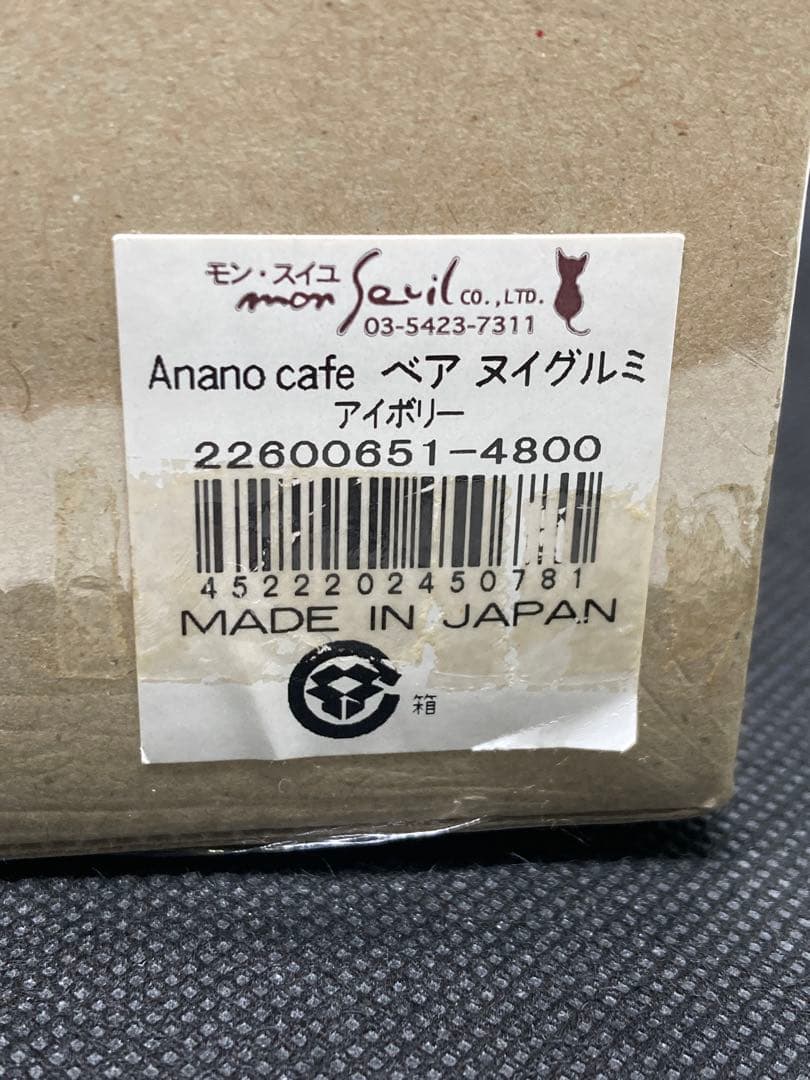 モン・スイユ
mon Seuil CO.,LTD.
03-5423-7311
Anano cafe ベア ヌイグルミ
アイボリー
22600651-4800
4522202450781
MADE IN JAPAN
箱